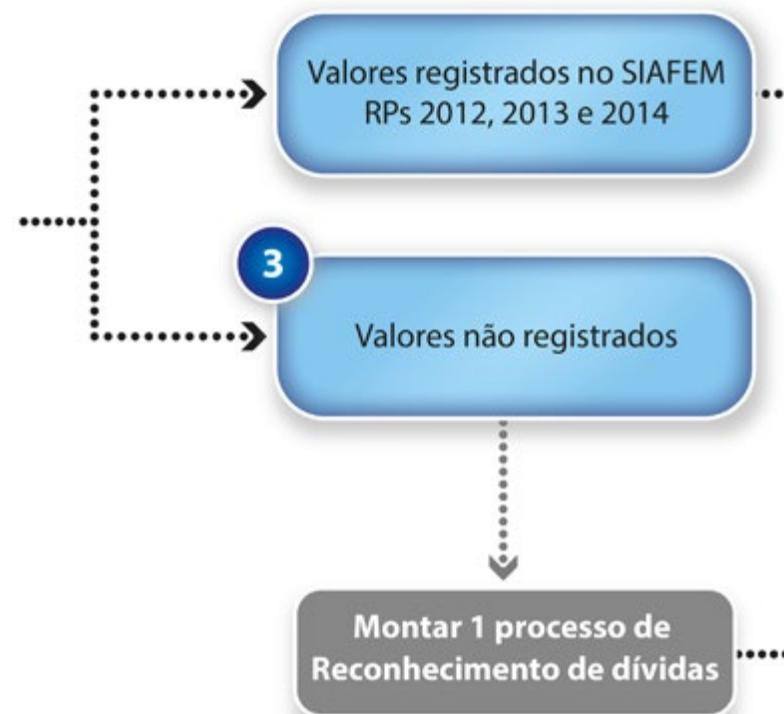 Valores registrados no SIAFEM
RPs 2012, 2013 e 2014
3
Valores não registrados
Montar 1 processo de
Reconhecimento de dívidas